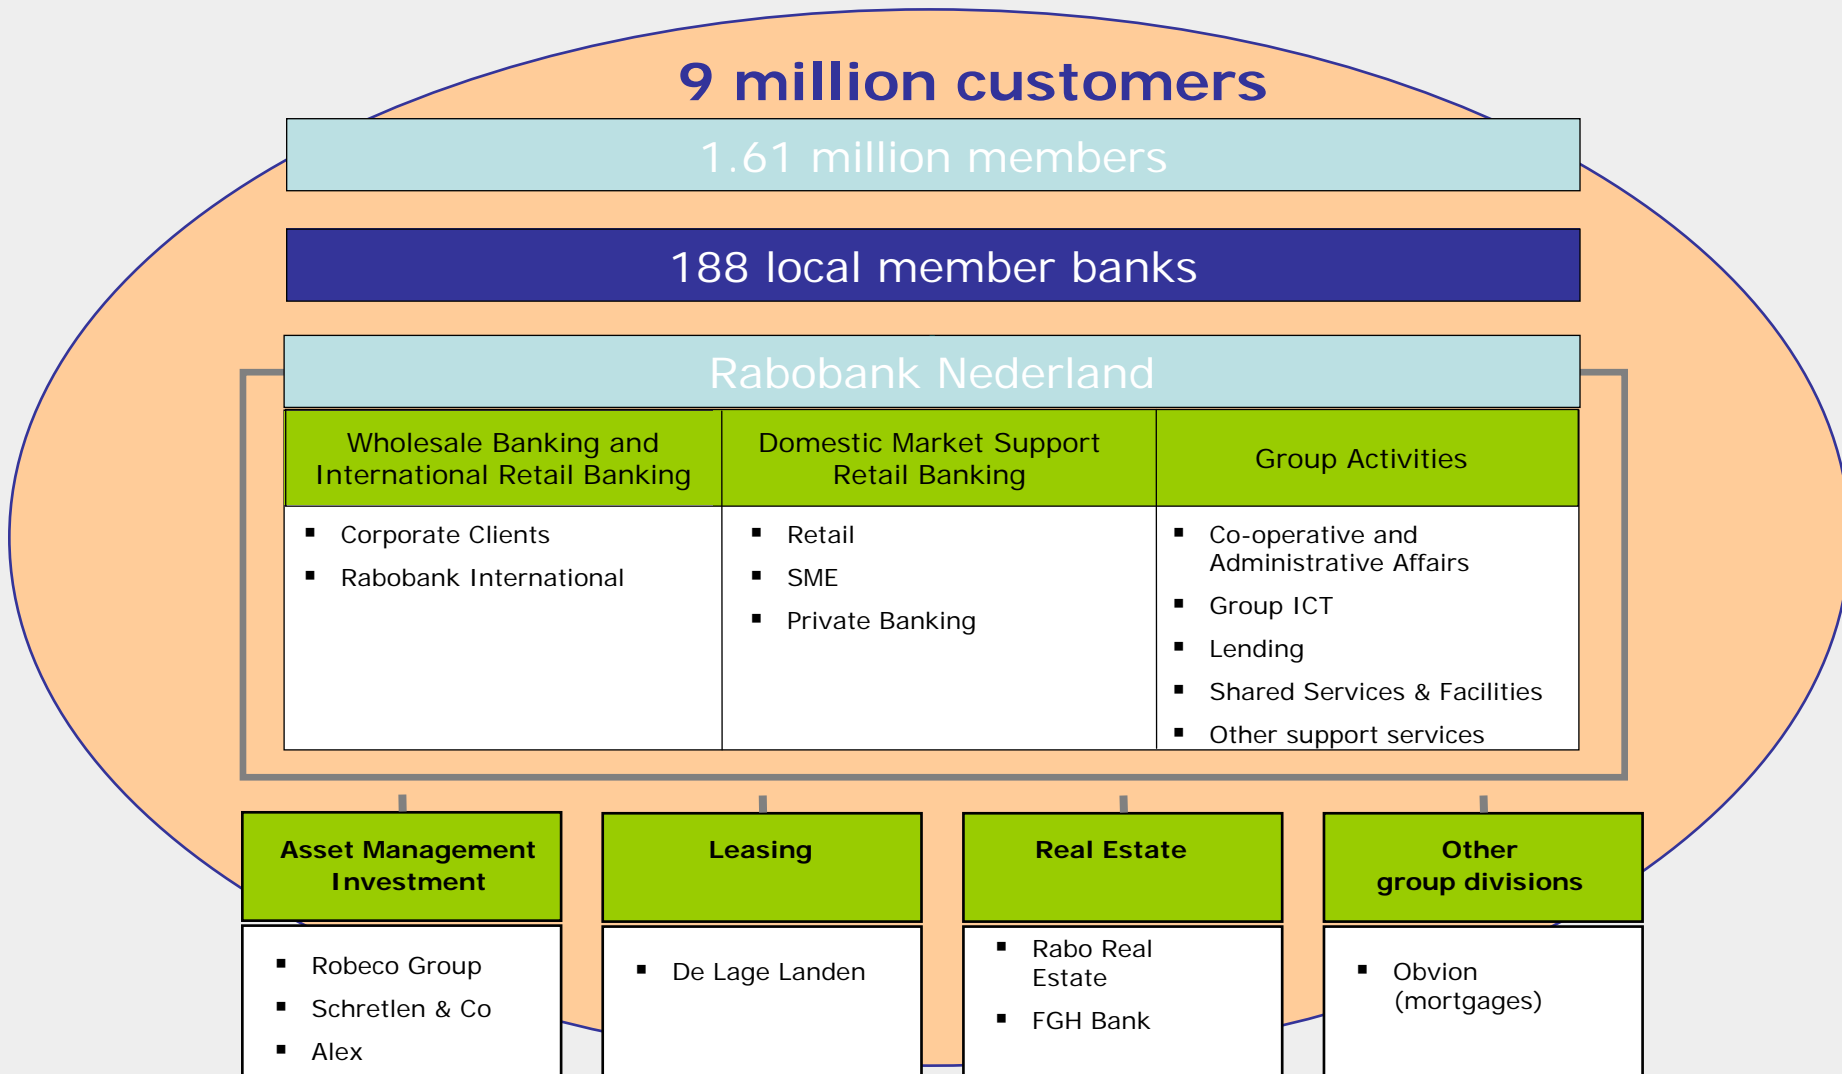 9 million customers
1.61 million members
188 local member banks
Rabobank Nederland
Wholesale Banking and
International Retail Banking
Domestic Market Support
Retail Banking
Group Activities
▪ Corporate Clients
▪ Rabobank International
▪ Retail
▪ SME
▪ Private Banking
▪ Co-operative and
Administrative Affairs
▪ Group ICT
▪ Lending
▪ Shared Services & Facilities
▪ Other support services
Asset Management
Investment
▪ Robeco Group
▪ Schretlen & Co
▪ Alex
Leasing
▪ De Lage Landen
Real Estate
▪ Rabo Real
Estate
▪ FGH Bank
Other
group divisions
▪ Obvion
(mortgages)